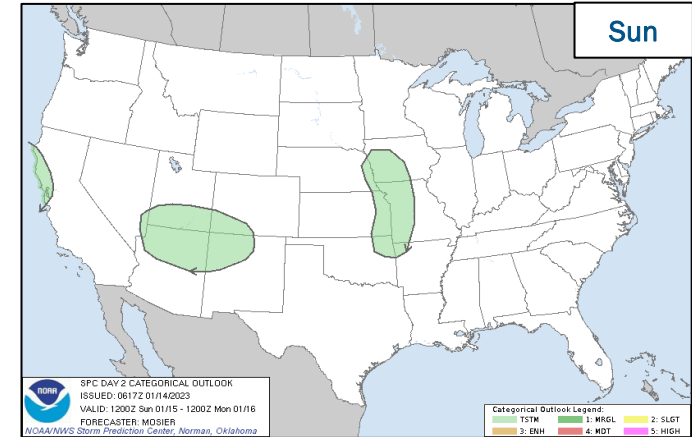 Sun
SPC DAY 2 CATEGORICAL OUTLOOK
ISSUED: 0617Z 01/14/2023
VALID: 1200Z Sun 01/15 - 1200Z Mon 01/16
FORECASTER: MOSIER
NOAA/NWS Storm Prediction Center, Norman, Oklahoma
NOAA
Categorical Outlook Legend:
TSTM 1: MRGL 2: SLGT
3: ENH 4: MDT 5: HIGH